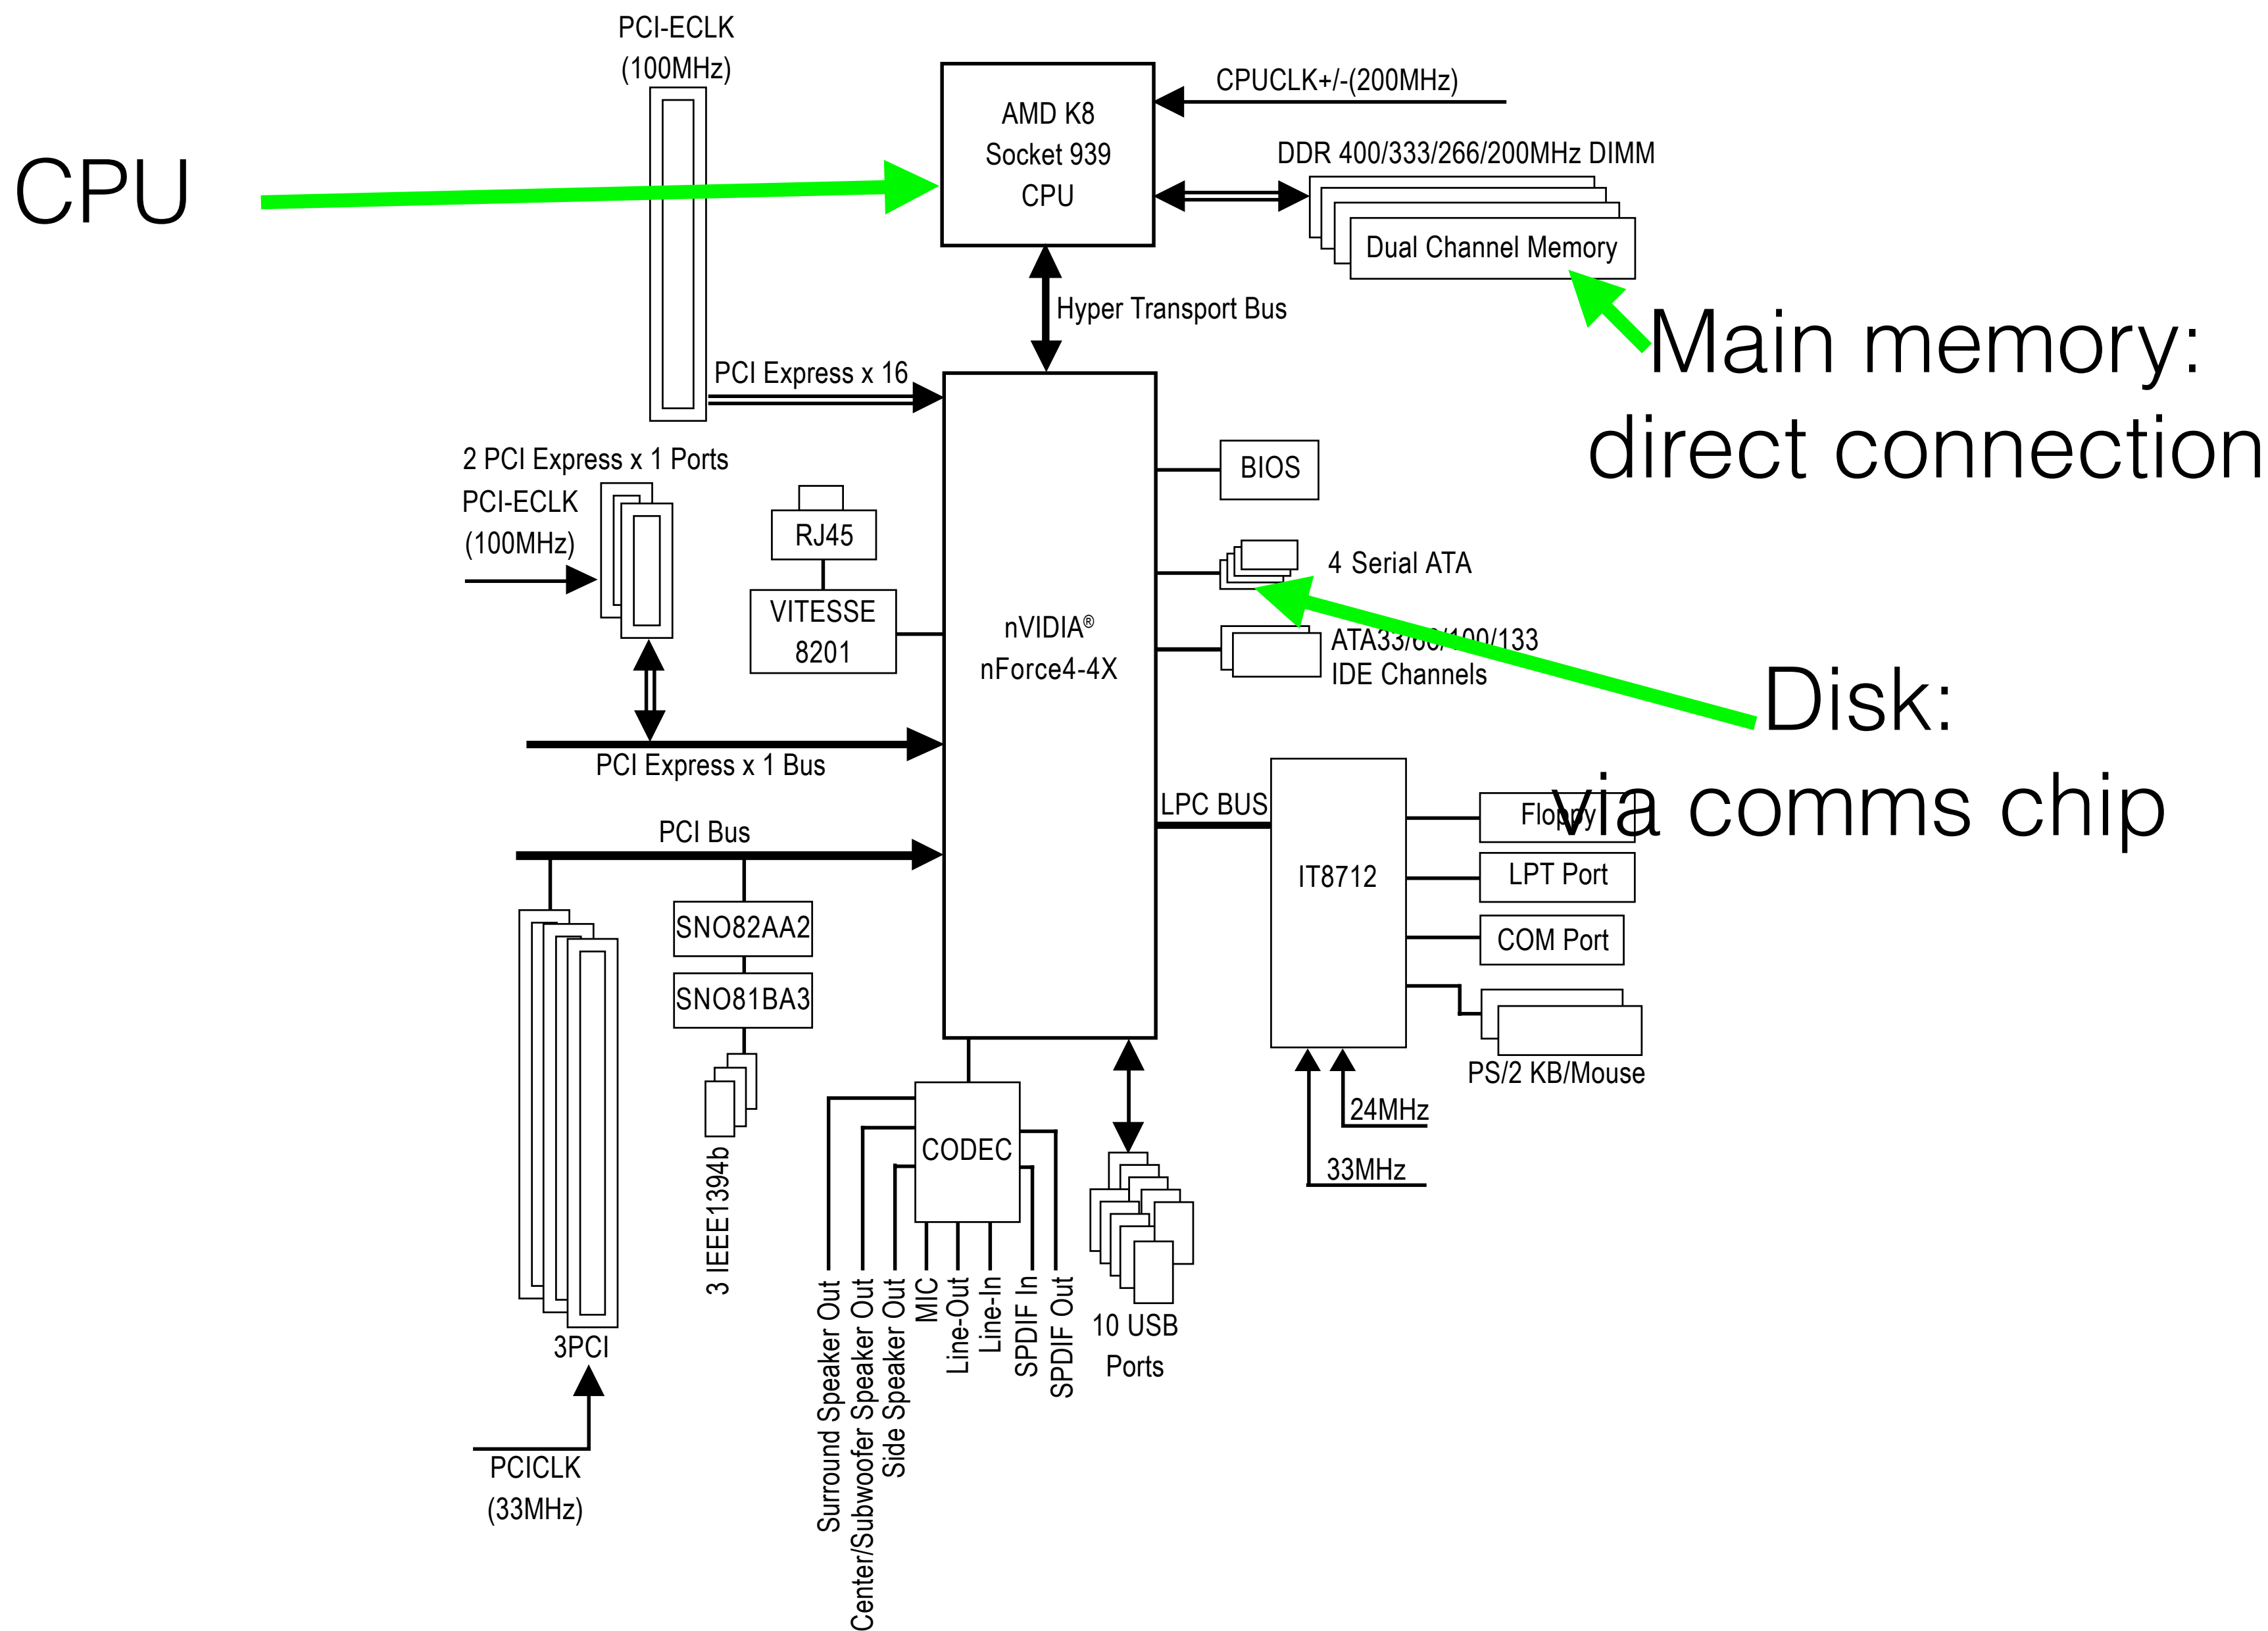 PCI-ECLK
(100MHz)
CPU
AMD K8
Socket 939
CPU
CPUCLK+/-(200MHz)
DDR 400/333/266/200MHz DIMM
Dual Channel Memory
Main memory:
direct connection
Hyper Transport Bus
PCI Express x 16
2 PCI Express x 1 Ports
PCI-ECLK
(100MHz)
RJ45
VITESSE
8201
nVIDIA®
nForce4-4X
BIOS
4 Serial ATA
ATA33/66/100/133
IDE Channels
Disk:
via comms chip
PCI Express x 1 Bus
PCI Bus
LPC BUS
IT8712
Floppy
LPT Port
COM Port
PS/2 KB/Mouse
24MHz
33MHz
SNO82AA2
SNO81BA3
3 IEEE1394b
3PCI
PCICLK
(33MHz)
CODEC
Surround Speaker Out
Center/Subwoofer Speaker Out
Side Speaker Out
MIC
Line-Out
Line-In
SPDIF In
SPDIF Out
10 USB
Ports